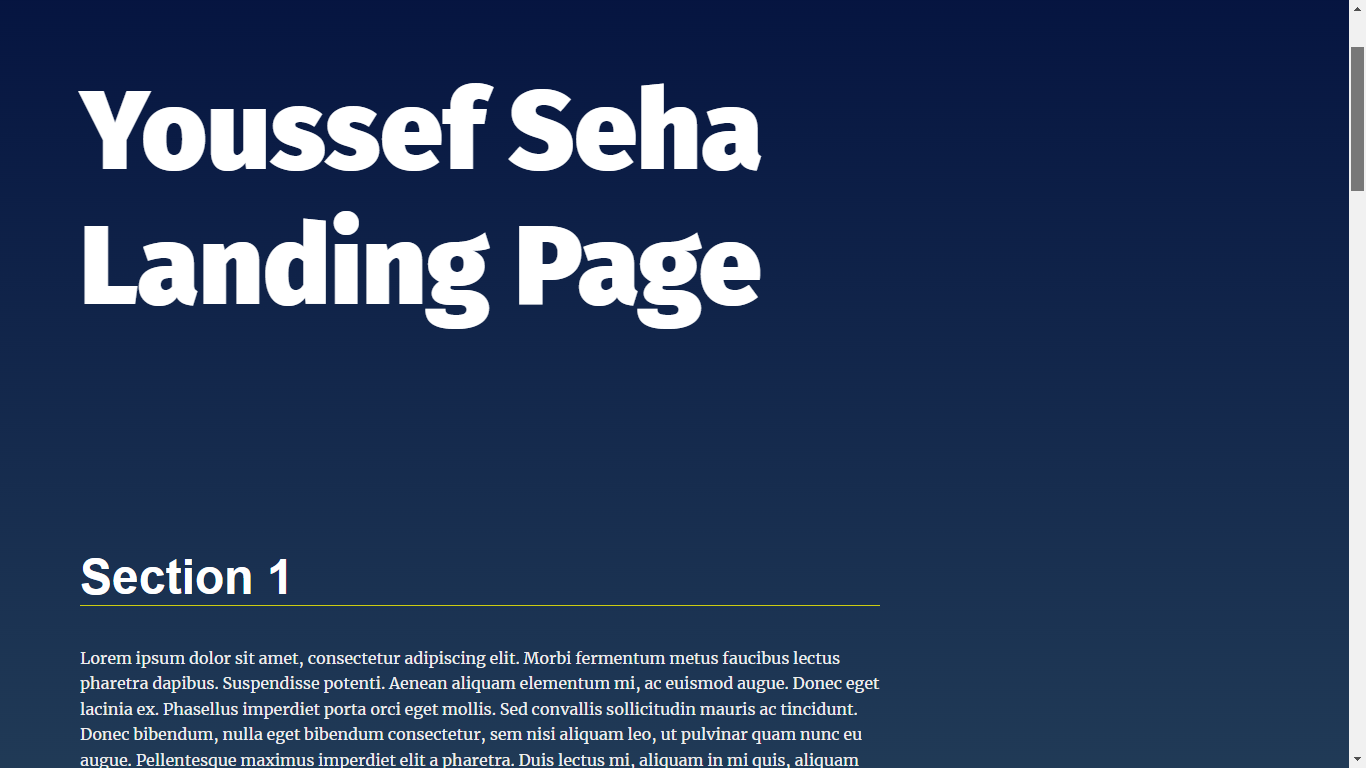 Youssef Seha
Landing Page
Section 1
Lorem ipsum dolor sit amet, consectetur adipiscing elit. Morbi fermentum metus faucibus lectus
pharetra dapibus. Suspendisse potenti. Aenean aliquam elementum mi, ac euismod augue. Donec eget
lacinia ex. Phasellus imperdiet porta orci eget mollis. Sed convallis sollicitudin mauris ac tincidunt.
Donec bibendum, nulla eget bibendum consectetur, sem nisi aliquam leo, ut pulvinar quam nunc eu
augue. Pellentesque maximus imperdiet elit a pharetra. Duis lectus mi, aliquam in mi quis, aliquam